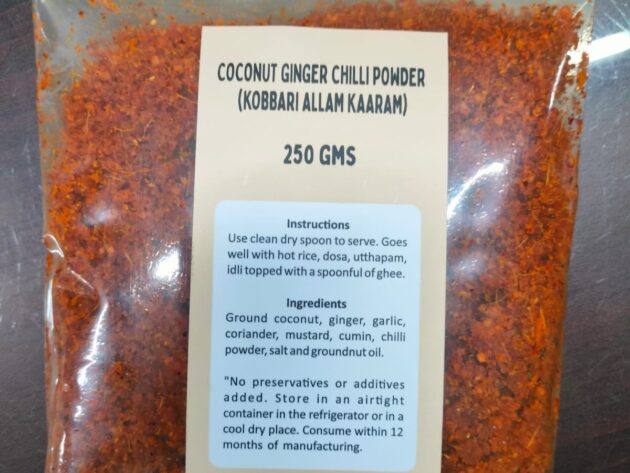 COCONUT GINGER CHILLI POWDER
(KOBBARI ALLAM KAARAM)
250 GMS
Instructions
Use clean dry spoon to serve. Goes
well with hot rice, dosa, utthapam,
idli topped with a spoonful of ghee.
Ingredients
Ground coconut, ginger, garlic,
coriander, mustard, cumin, chilli
powder, salt and groundnut oil.
"No preservatives or additives
added. Store in an airtight
container in the refrigerator or in a
cool dry place. Consume within 12
months of manufacturing.